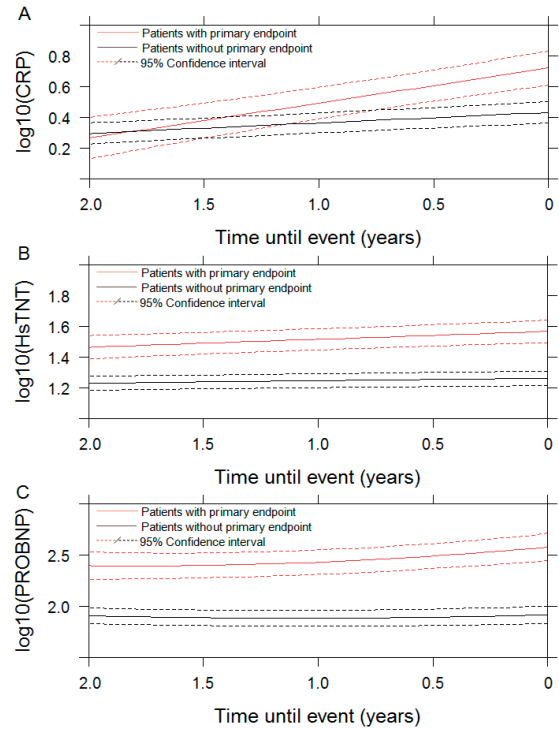 A
Patients with primary endpoint
Patients without primary endpoint
95% Confidence interval
log10(CRP)
0.8
0.6
0.4
0.2
2.0 1.5 1.0 0.5 0
Time until event (years)
B
Patients with primary endpoint
Patients without primary endpoint
95% Confidence interval
log10(HsTNT)
1.8
1.6
1.4
1.2
2.0 1.5 1.0 0.5 0
Time until event (years)
C
Patients with primary endpoint
Patients without primary endpoint
95% Confidence interval
log10(PROBNP)
2.5
2.0
2.0 1.5 1.0 0.5 0
Time until event (years)